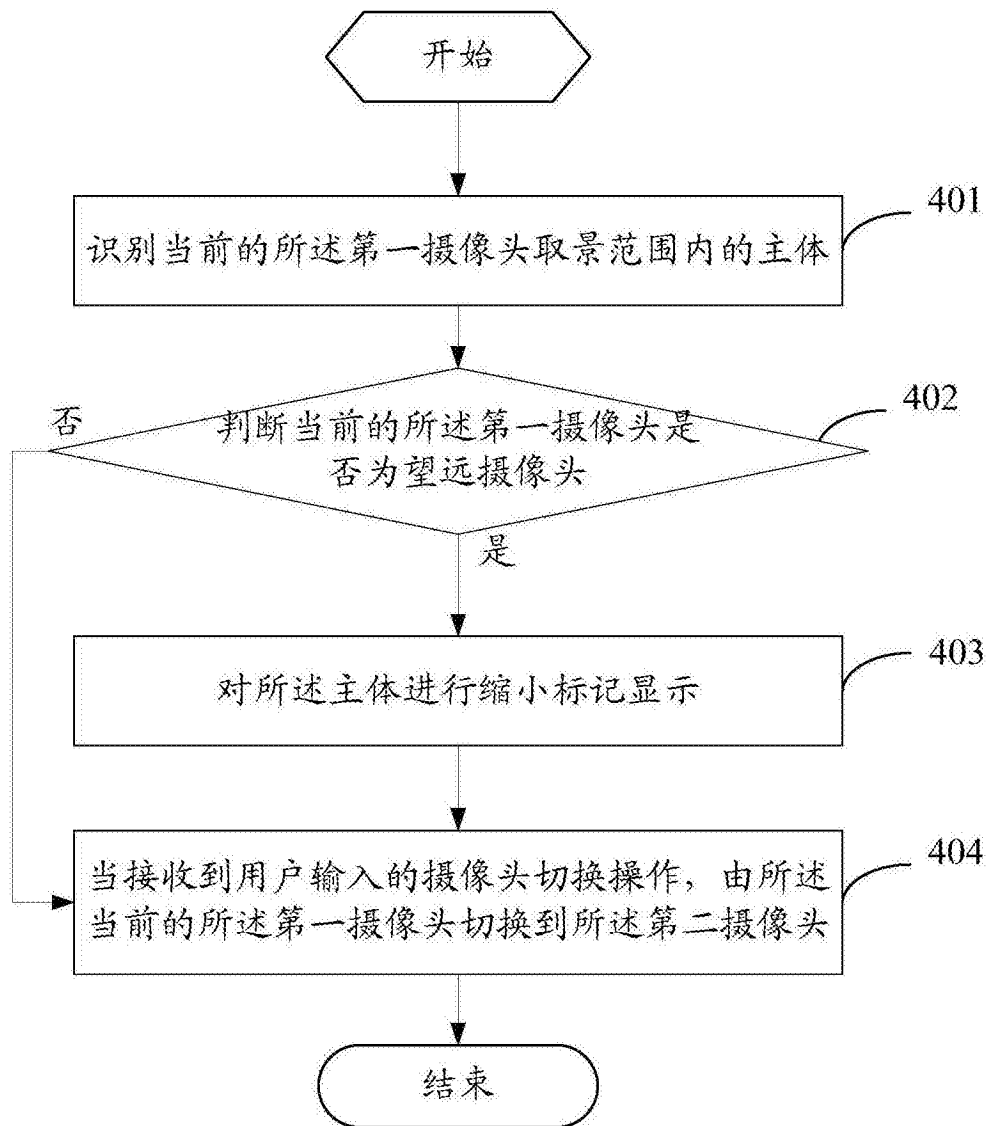 开始
401
识别当前的所述第一摄像头取景范围内的主体
402
否
判断当前的所述第一摄像头是
否为望远摄像头
是
403
对所述主体进行缩小标记显示
404
当接收到用户输入的摄像头切换操作，由所述
当前的所述第一摄像头切换到所述第二摄像头
结束